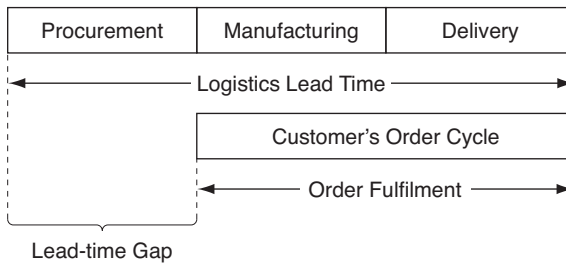 Procurement Manufacturing Delivery
Logistics Lead Time
Customer's Order Cycle
Order Fulfilment
Lead-time Gap